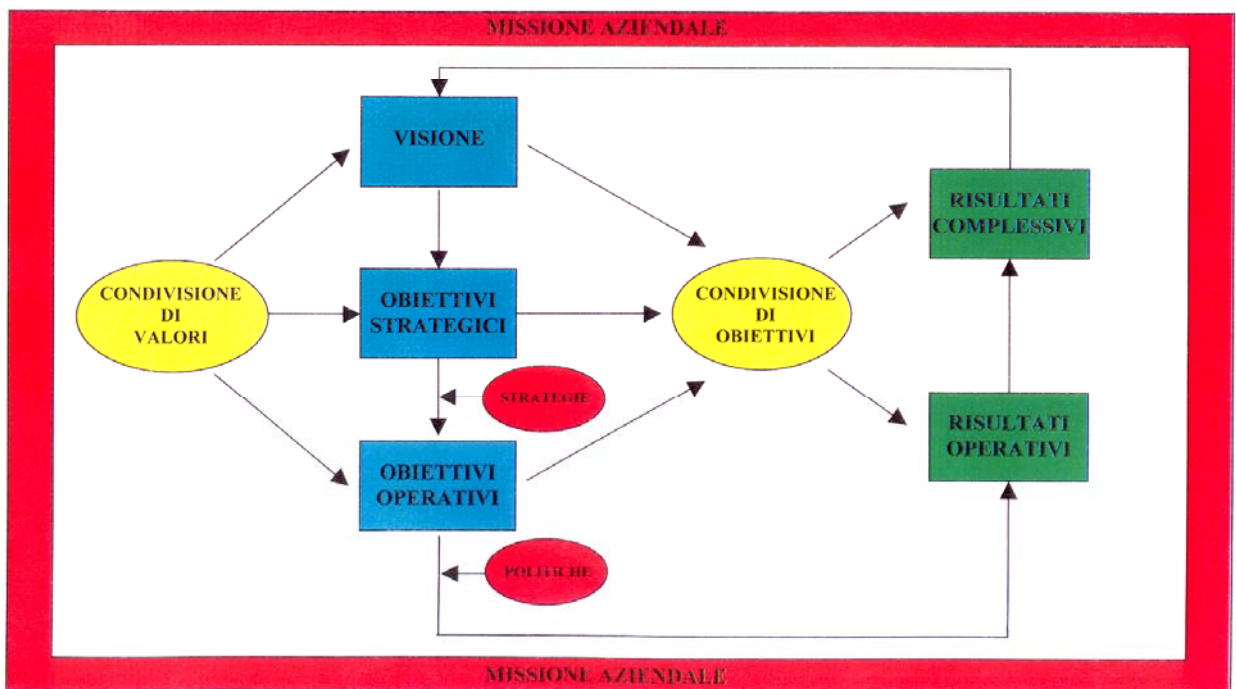 MISSIONE AZIENDALE
VISIONE
RISULTATI
COMPLESSIVI
CONDIVISIONE
DI
VALORI
OBIETTIVI
STRATEGICI
CONDIVISIONE
DI
OBIETTIVI
STRATEGIE
OBIETTIVI
OPERATIVI
RISULTATI
OPERATIVI
POLITICHE
MISSIONE AZIENDALE